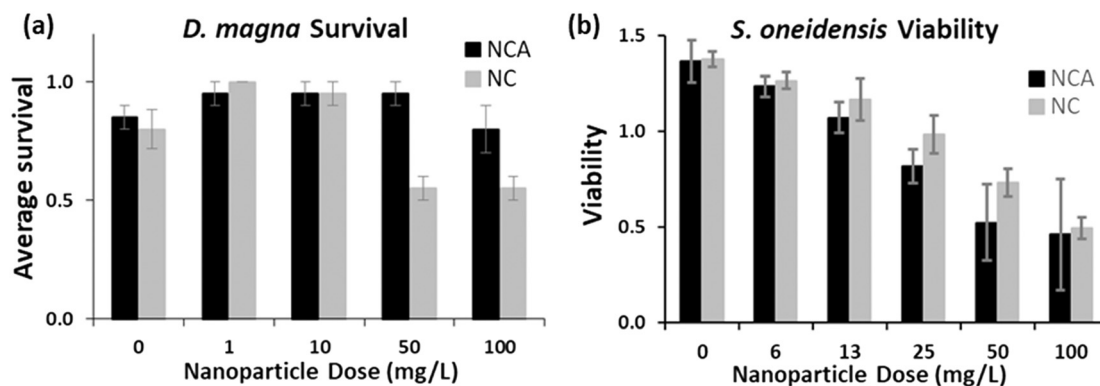 (a)
D. magna Survival
NCA
NC
Average survival
1.0
0.5
0.0
0 1 10 50 100
Nanoparticle Dose (mg/L)
(b)
S. oneidensis Viability
NCA
NC
Viability
1.5
1.0
0.5
0.0
0 6 13 25 50 100
Nanoparticle Dose (mg/L)